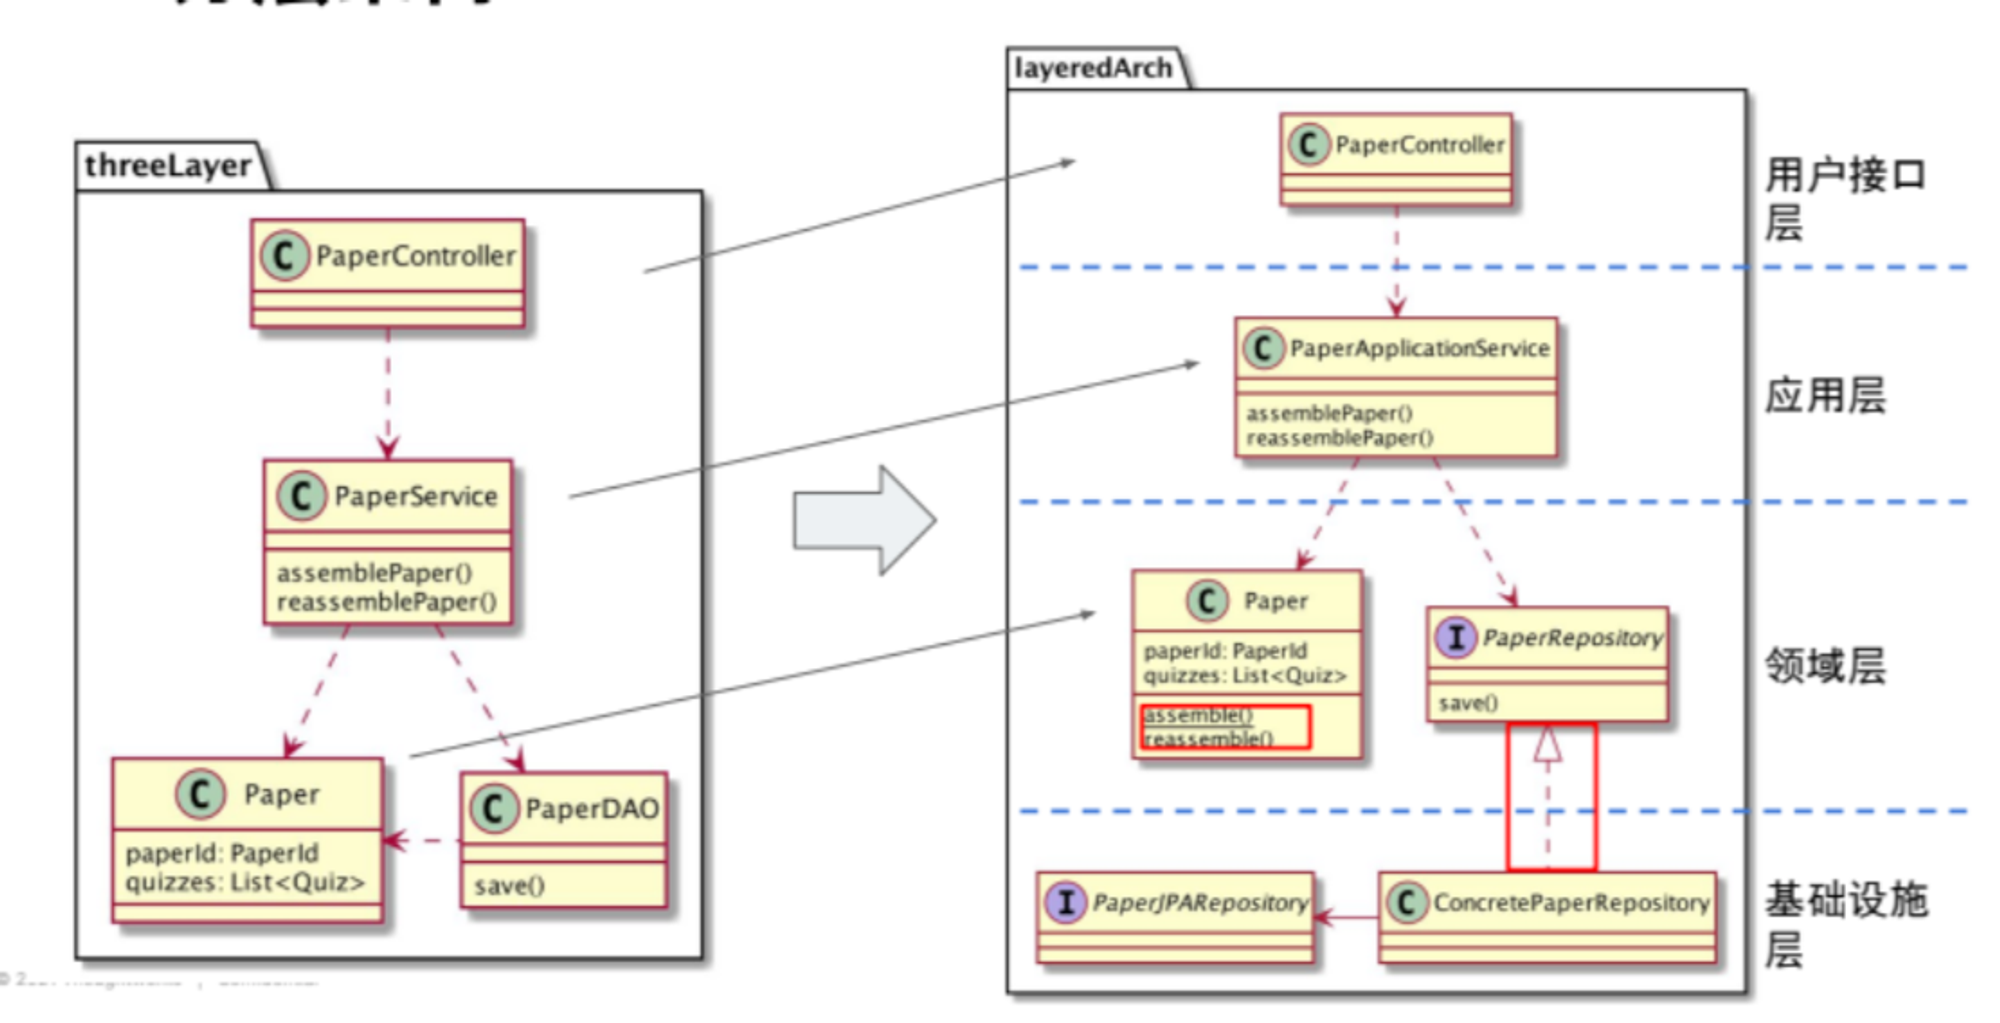 threeLayer
C PaperController
C PaperService
assemblePaper()
reassemblePaper()
C Paper
paperId: PaperId
quizzes: List<Quiz>
C PaperDAO
save()
layeredArch
C PaperController
用户接口
层
C PaperApplicationService
assemblePaper()
reassemblePaper()
应用层
C Paper
paperId: PaperId
quizzes: List<Quiz>
assemble()
reassemble()
I PaperRepository
save()
领域层
I PaperJPARepository
C ConcretePaperRepository
基础设施
层